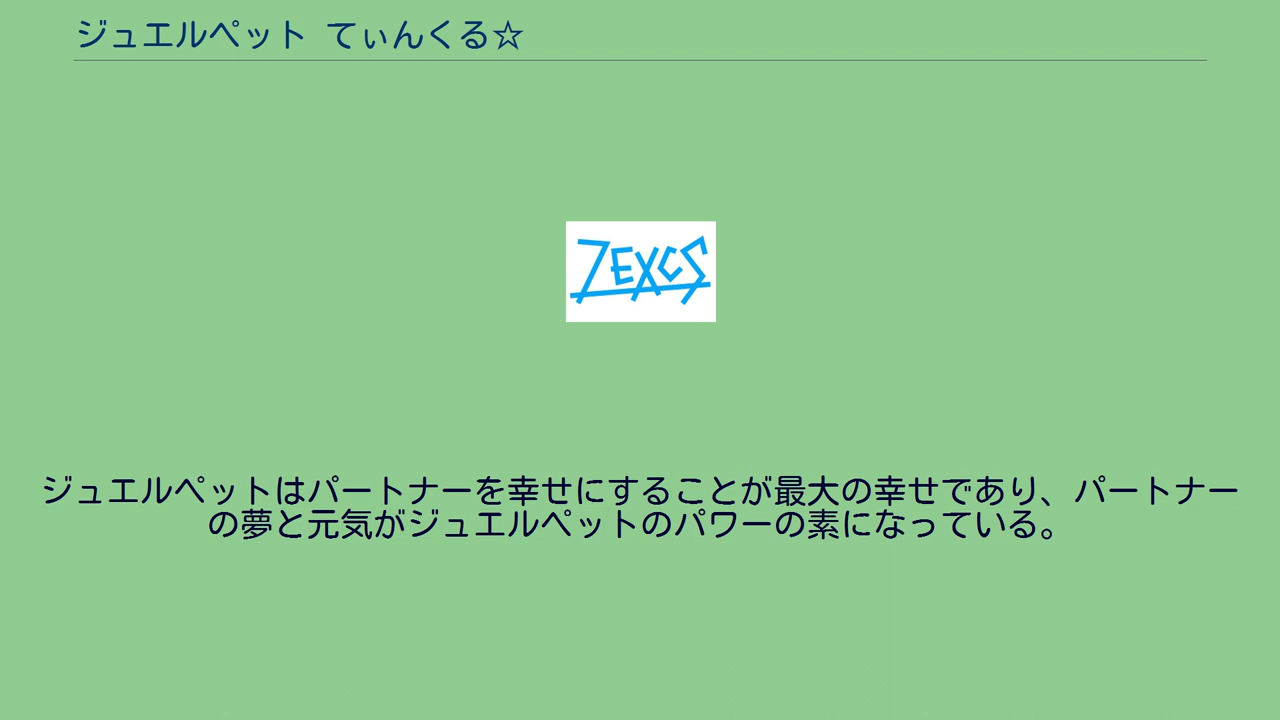 ジュエルペット てぃんくる☆
ZEXCS
ジュエルペットはパートナーを幸せにすることが最大の幸せであり、パートナー
の夢と元気がジュエルペットのパワーの素になっている。